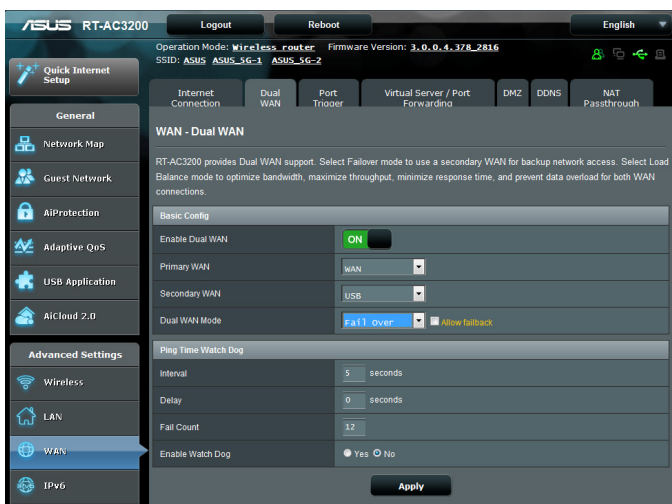 ASUS RT-AC3200
Logout
Reboot
English
Operation Mode: Wireless router Firmware Version: 3.0.0.4.378_2816
SSID: ASUS ASUS_5G-1 ASUS_5G-2
Quick Internet
Setup
General
Network Map
Guest Network
AiProtection
Adaptive QoS
USB Application
AiCloud 2.0
Advanced Settings
Wireless
LAN
WAN
IPv6
Internet
Connection
Dual
WAN
Port
Trigger
Virtual Server / Port
Forwarding
DMZ
DDNS
NAT
Passthrough
WAN - Dual WAN
RT-AC3200 provides Dual WAN support. Select Failover mode to use a secondary WAN for backup network access. Select Load
Balance mode to optimize bandwidth, maximize throughput, minimize response time, and prevent data overload for both WAN
connections.
Basic Config
Enable Dual WAN ON
Primary WAN WAN
Secondary WAN USB
Dual WAN Mode Fail Over Allow failback
Ping Time Watch Dog
Interval 5 seconds
Delay 0 seconds
Fail Count 12
Enable Watch Dog Yes No
Apply